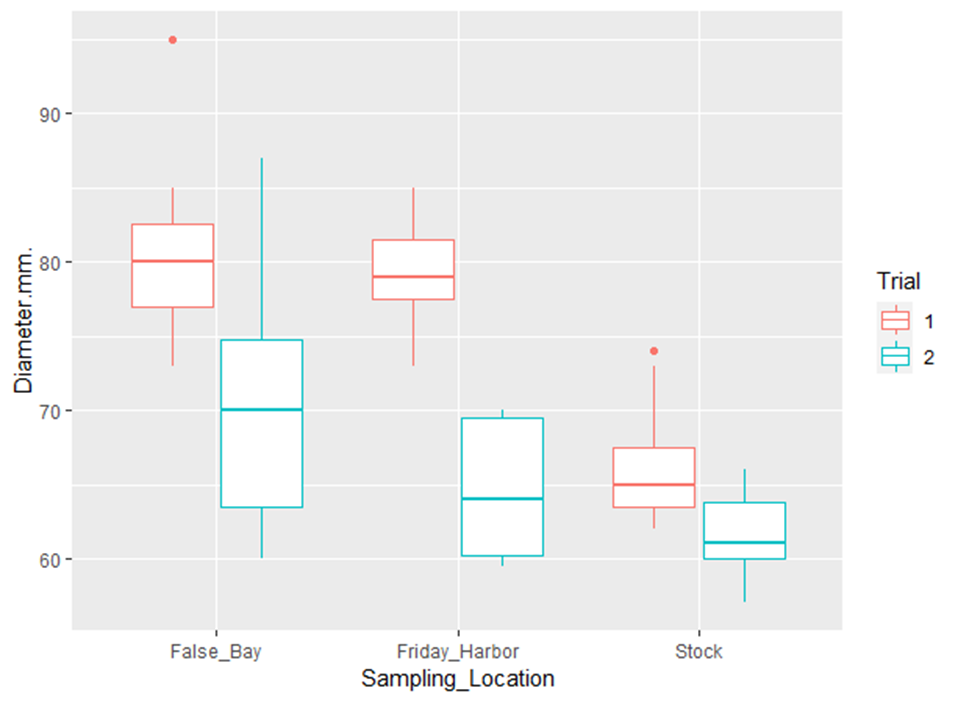 Diameter.mm.
90
80
70
60
False_Bay
Friday_Harbor
Stock
Sampling_Location
Trial
1
2